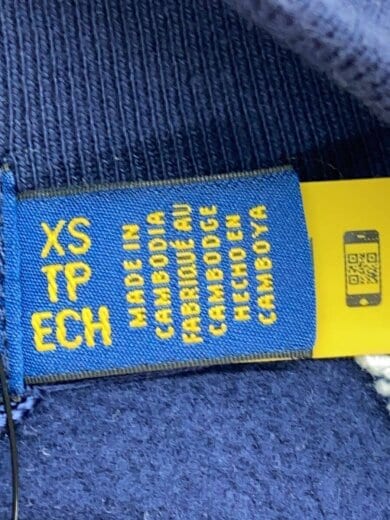 XS
TP
ECH
MADE IN
CAMBODIA
FABRIQUÉ AU
CAMBODGE
HECHO EN
CAMBOYA